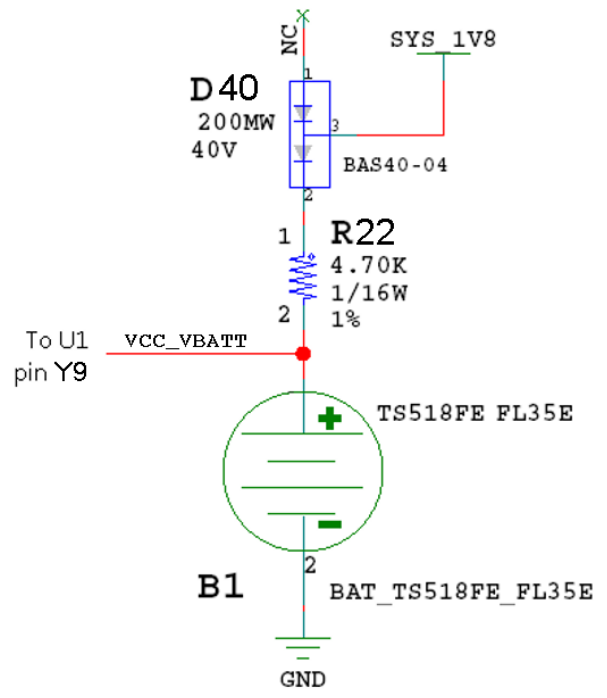 NC
SYS_1V8
1
D40
200MW
40V
3
BAS40-04
2
1
R22
4.70K
1/16W
1%
2
To U1
pin Y9
VCC_VBATT
+
TS518FE FL35E
-
2
B1
BAT_TS518FE_FL35E
GND